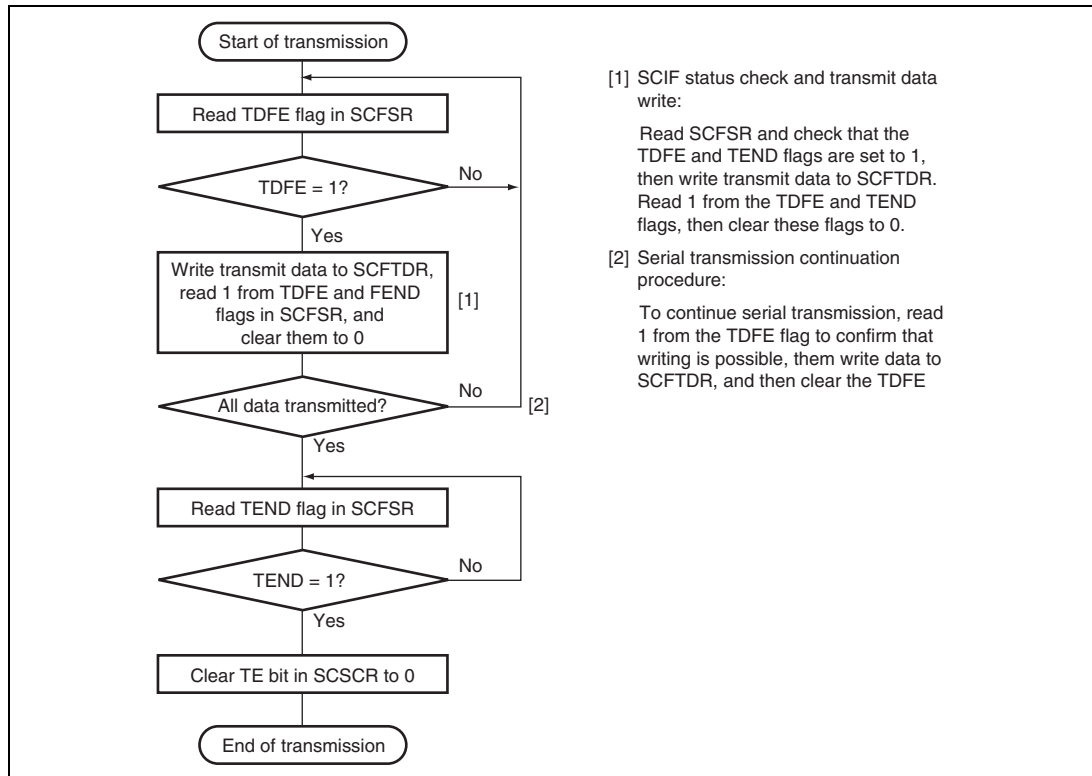 Start of transmission
Read TDFE flag in SCFSR
TDFE = 1?
No
Yes
Write transmit data to SCFTDR,
read 1 from TDFE and FEND
flags in SCFSR, and
clear them to 0
[1]
All data transmitted?
No
[2]
Yes
Read TEND flag in SCFSR
TEND = 1?
No
Yes
Clear TE bit in SCSCR to 0
End of transmission
[1] SCIF status check and transmit data
write:
Read SCFSR and check that the
TDFE and TEND flags are set to 1,
then write transmit data to SCFTDR.
Read 1 from the TDFE and TEND
flags, then clear these flags to 0.
[2] Serial transmission continuation
procedure:
To continue serial transmission, read
1 from the TDFE flag to confirm that
writing is possible, them write data to
SCFTDR, and then clear the TDFE